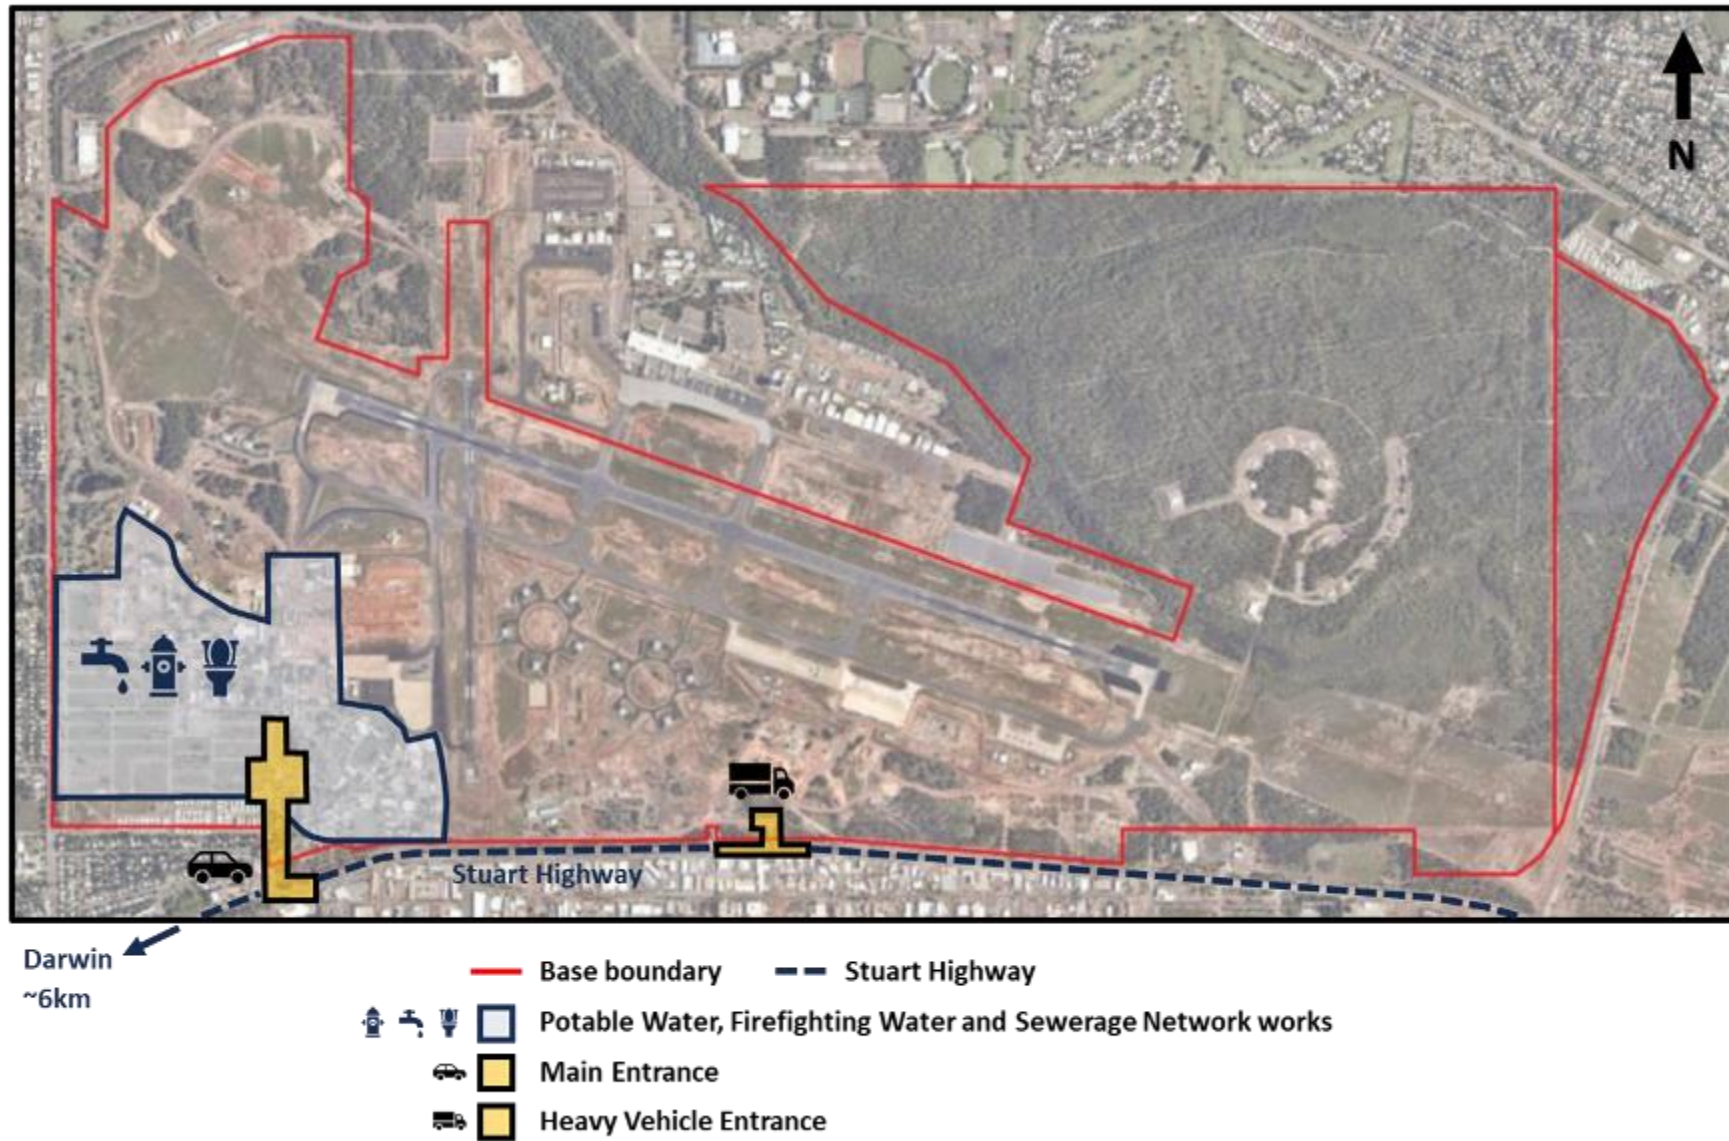 N
Stuart Highway
Darwin
~6km
Base boundary
Stuart Highway
Potable Water, Firefighting Water and Sewerage Network works
Main Entrance
Heavy Vehicle Entrance